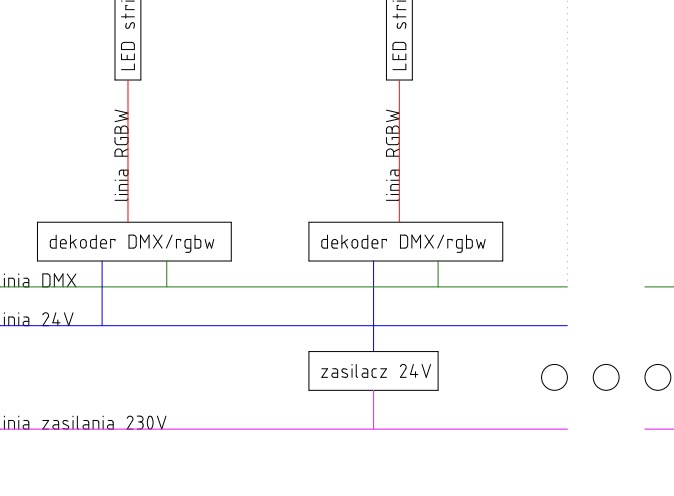 LED stri
LED stri
linia RGBW
linia RGBW
dekoder DMX/rgbw
dekoder DMX/rgbw
inia DMX
inia 24V
zasilacz 24V
inia zasilania 230V